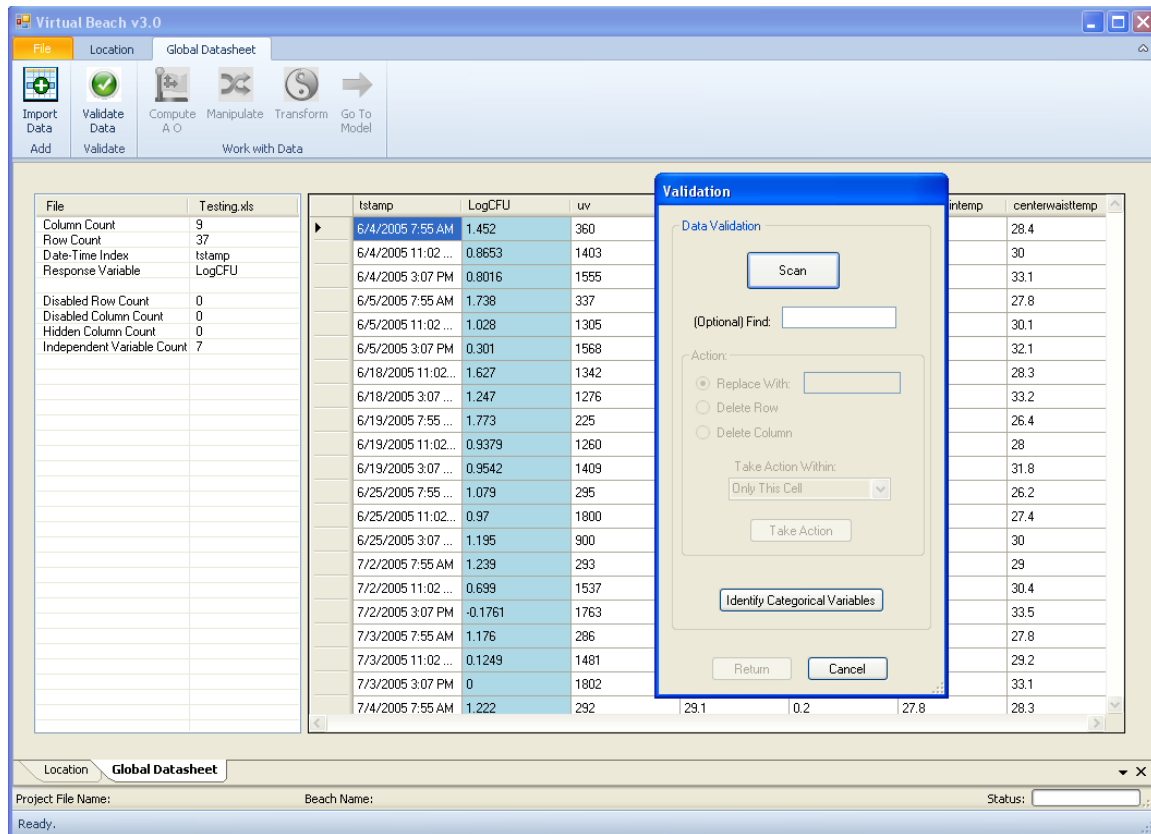 Virtual Beach v3.0
File Location Global Datasheet
Import Data Validate Data Compute A O Manipulate Transform Go To Model
Add Validate Work with Data
File Testing.xls
Column Count 9
Row Count 37
Date-Time Index tstamp
Response Variable LogCFU
Disabled Row Count 0
Disabled Column Count 0
Hidden Column Count 0
Independent Variable Count 7
tstamp LogCFU uv intemp centerwaisttemp
6/4/2005 7:55 AM 1.452 360 28.4
6/4/2005 11:02 ... 0.8653 1403 30
6/4/2005 3:07 PM 0.8016 1555 33.1
6/5/2005 7:55 AM 1.738 337 27.8
6/5/2005 11:02 ... 1.028 1305 30.1
6/5/2005 3:07 PM 0.301 1568 32.1
6/18/2005 11:02... 1.627 1342 28.3
6/18/2005 3:07 ... 1.247 1276 33.2
6/19/2005 7:55 ... 1.773 225 26.4
6/19/2005 11:02... 0.9379 1260 28
6/19/2005 3:07 ... 0.9542 1409 31.8
6/25/2005 7:55 ... 1.079 295 26.2
6/25/2005 11:02... 0.97 1800 27.4
6/25/2005 3:07 ... 1.195 900 30
7/2/2005 7:55 AM 1.239 293 29
7/2/2005 11:02 ... 0.699 1537 30.4
7/2/2005 3:07 PM -0.1761 1763 33.5
7/3/2005 7:55 AM 1.176 286 27.8
7/3/2005 11:02 ... 0.1249 1481 29.2
7/3/2005 3:07 PM 0 1802 33.1
7/4/2005 7:55 AM 1.222 292 29.1 0.2 27.8 28.3
Validation
Data Validation
Scan
(Optional) Find:
Action:
Replace With:
Delete Row
Delete Column
Take Action Within:
Only This Cell
Take Action
Identify Categorical Variables
Return Cancel
Location Global Datasheet
Project File Name: Beach Name: Status:
Ready.